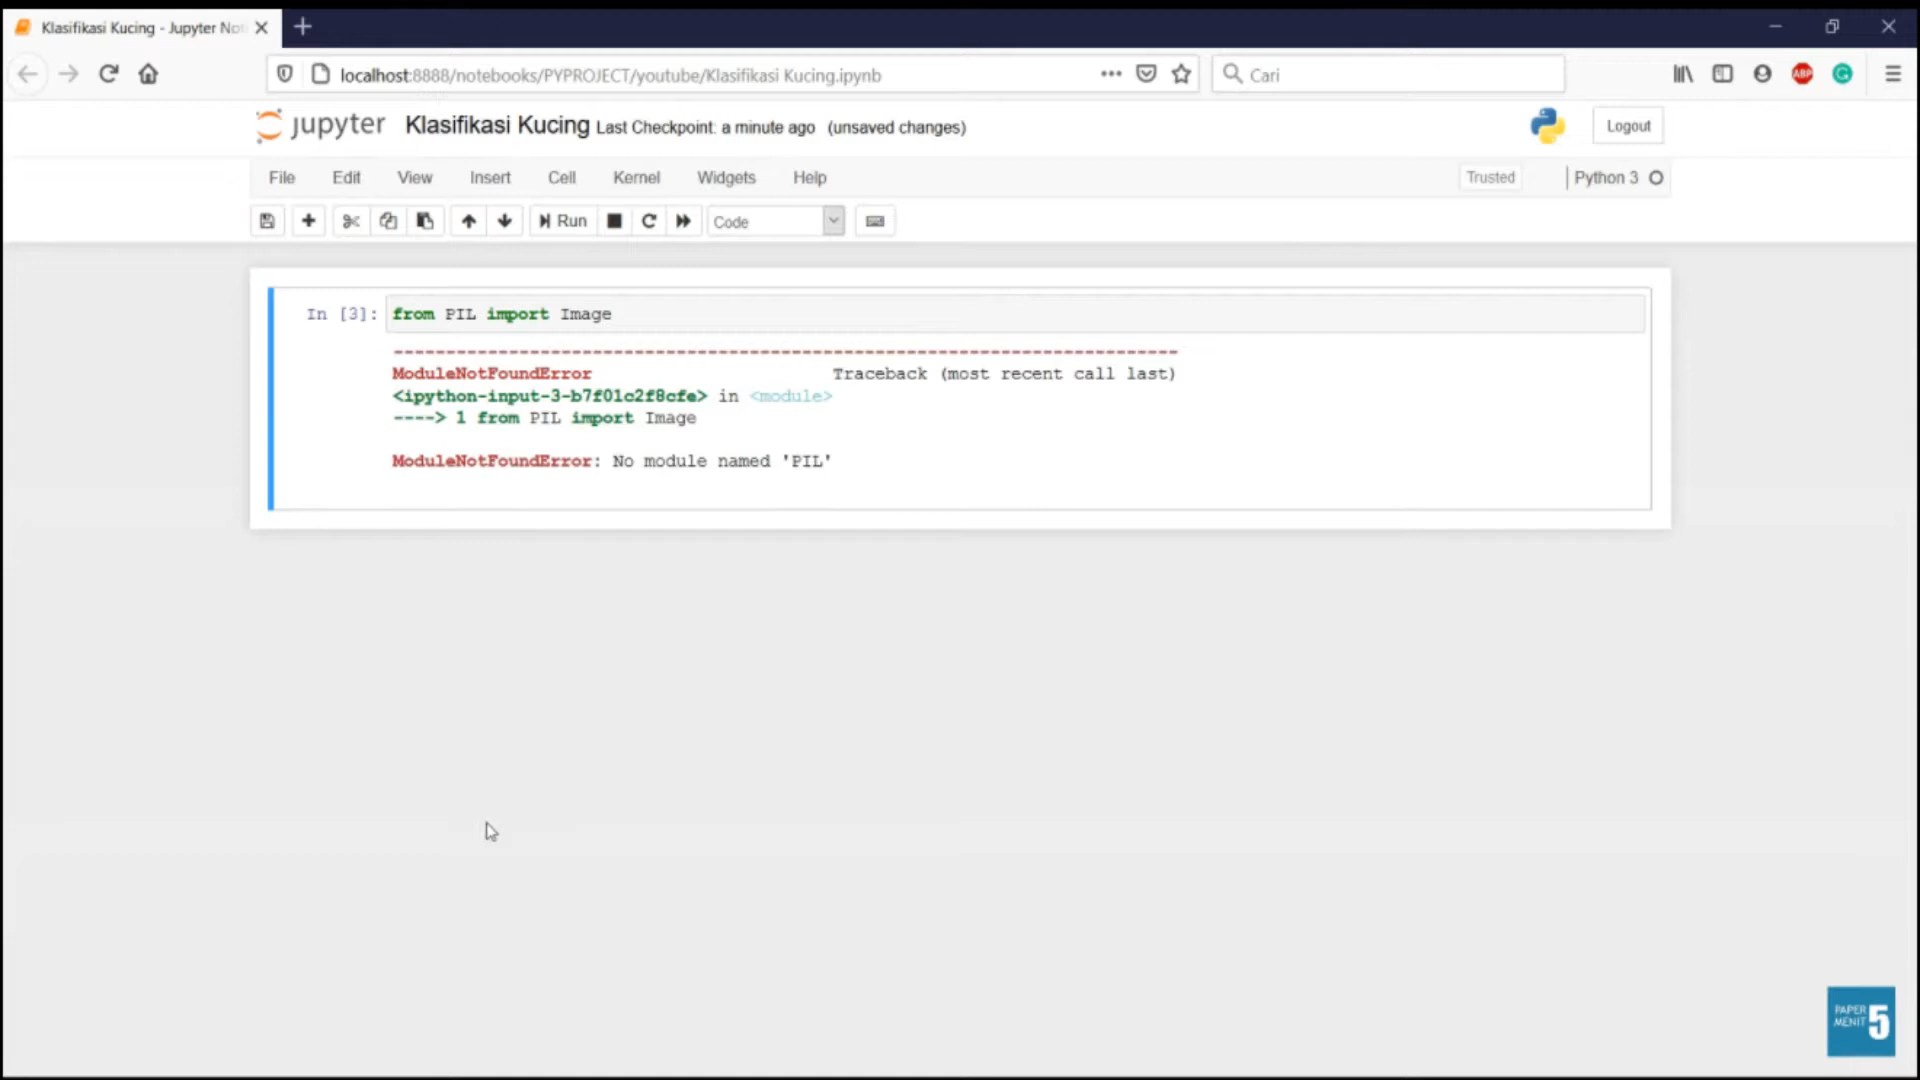 Klasifikasi Kucing - Jupyter Not
localhost:8888/notebooks/PYPROJECT/youtube/Klasifikasi Kucing.ipynb
Cari
ABP
jupyter Klasifikasi Kucing Last Checkpoint: a minute ago (unsaved changes)
Logout
File Edit View Insert Cell Kernel Widgets Help
Trusted
Python 3
Run
Code
In [3]: from PIL import Image
---------------------------------------------------------------------------
ModuleNotFoundError Traceback (most recent call last)
<ipython-input-3-b7f01c2f8cfe> in <module>
----> 1 from PIL import Image
ModuleNotFoundError: No module named 'PIL'
PAPER
MENIT 5